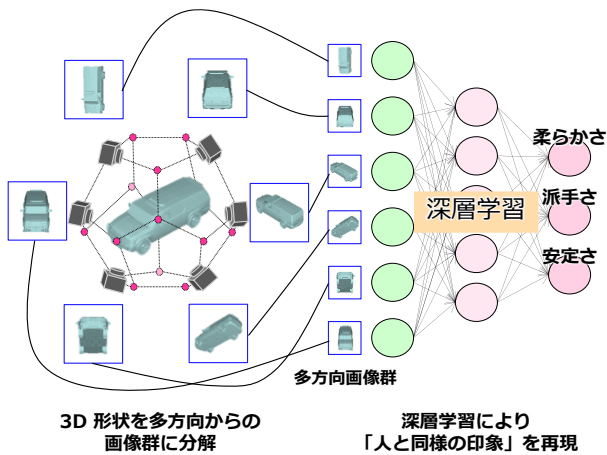 柔らかさ
派手さ
深層学習
安定さ
多方向画像群
3D 形状を多方向からの
画像群に分解
深層学習により
「人と同様の印象」を再現